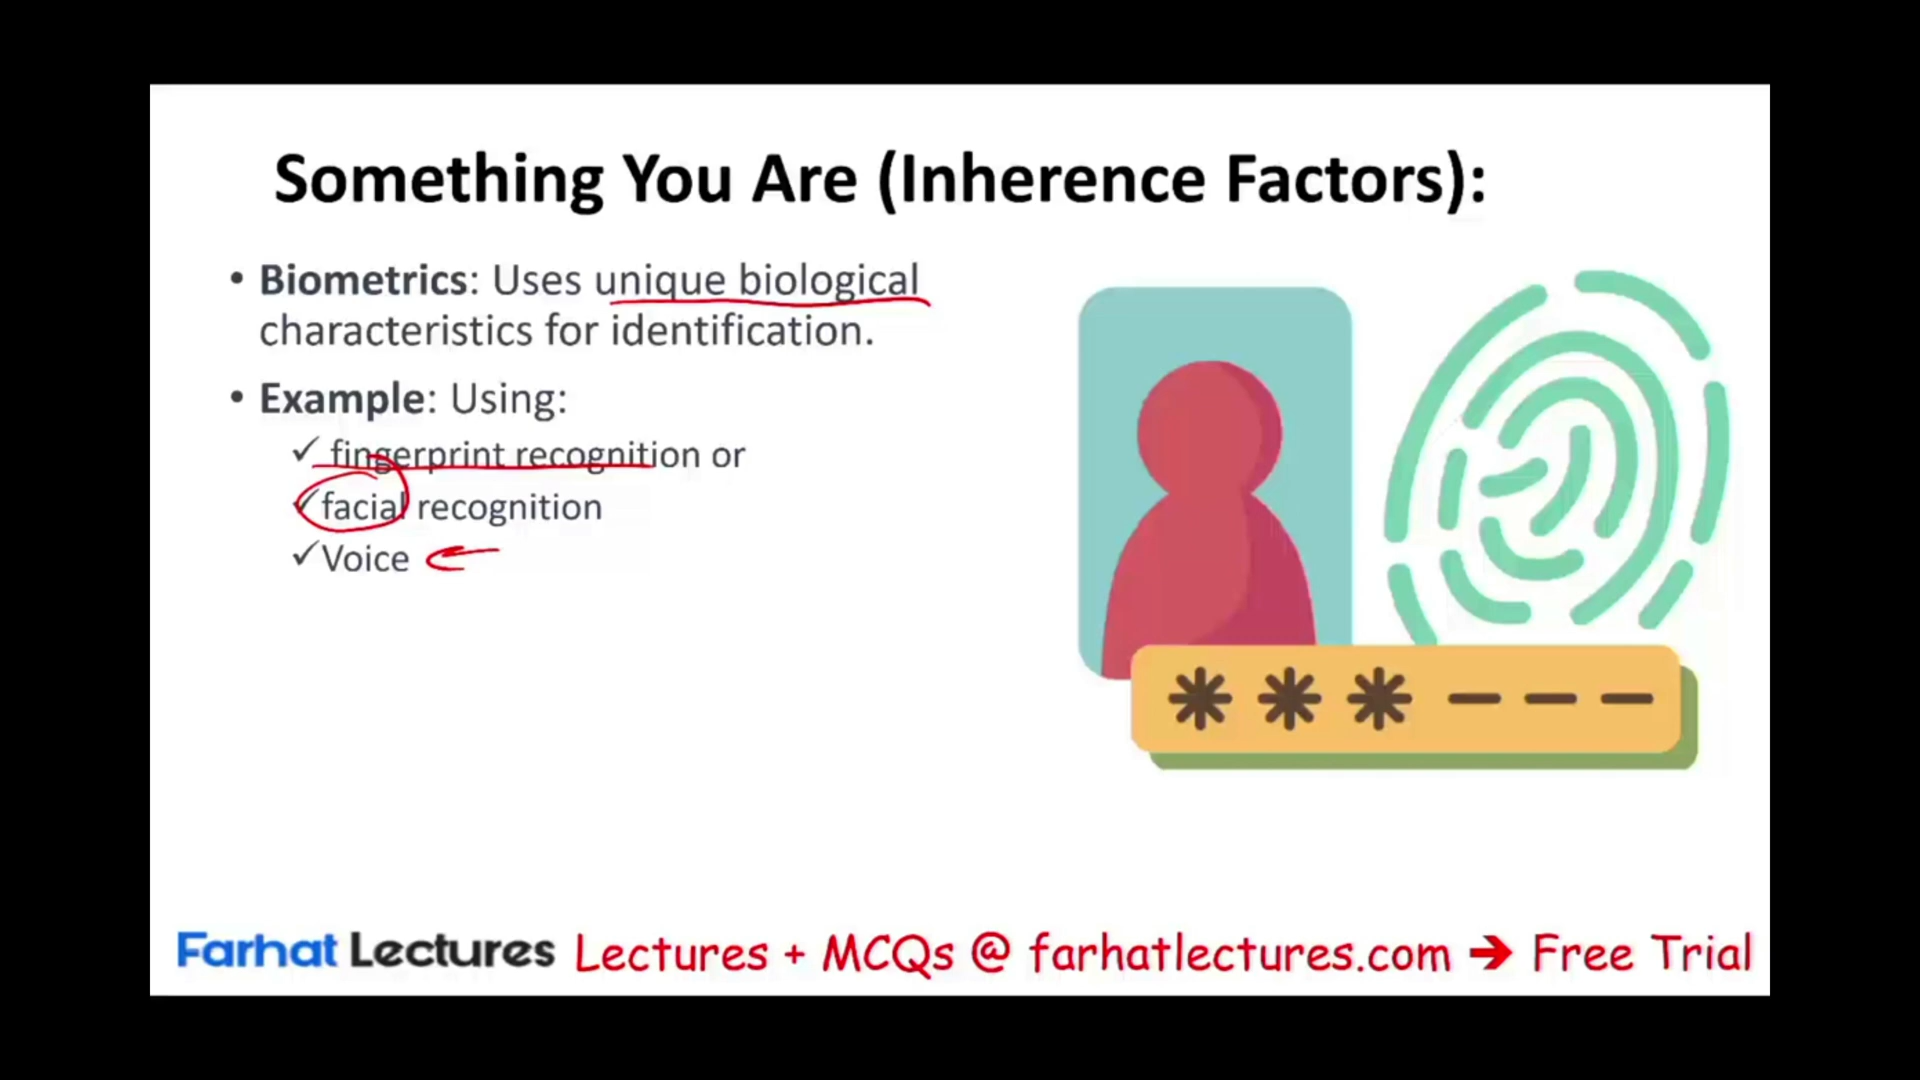 Something You Are (Inherence Factors):
• Biometrics: Uses unique biological
characteristics for identification.
• Example: Using:
✓ fingerprint recognition or
✓facial recognition
✓Voice
✱ ✱ ✱ – – –
Farhat Lectures Lectures + MCQs @ farhatlectures.com ➔ Free Trial